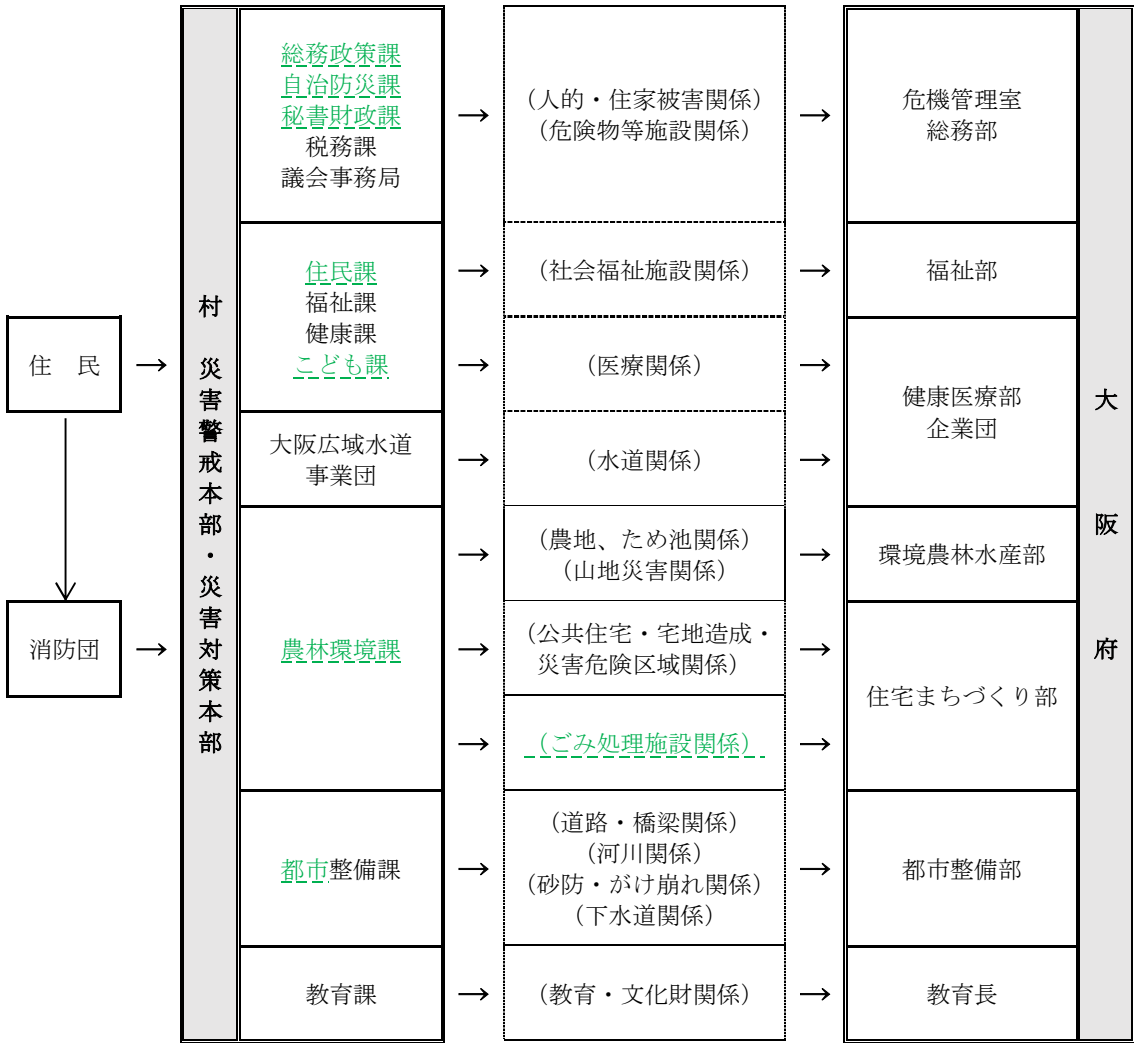 住　民
消防団
村　災害警戒本部・災害対策本部
総務政策課
自治防災課
秘書財政課
税務課
議会事務局
→
（人的・住家被害関係）
（危険物等施設関係）
→
危機管理室
総務部
住民課
福祉課
健康課
こども課
→
（社会福祉施設関係）
→
福祉部
→
（医療関係）
→
健康医療部
企業団
大阪広域水道
事業団
→
（水道関係）
→
農林環境課
→
（農地、ため池関係）
（山地災害関係）
→
環境農林水産部
→
（公共住宅・宅地造成・
災害危険区域関係）
→
住宅まちづくり部
→
（ごみ処理施設関係）
→
都市整備課
→
（道路・橋梁関係）
（河川関係）
（砂防・がけ崩れ関係）
（下水道関係）
→
都市整備部
教育課
→
（教育・文化財関係）
→
教育長
大阪府